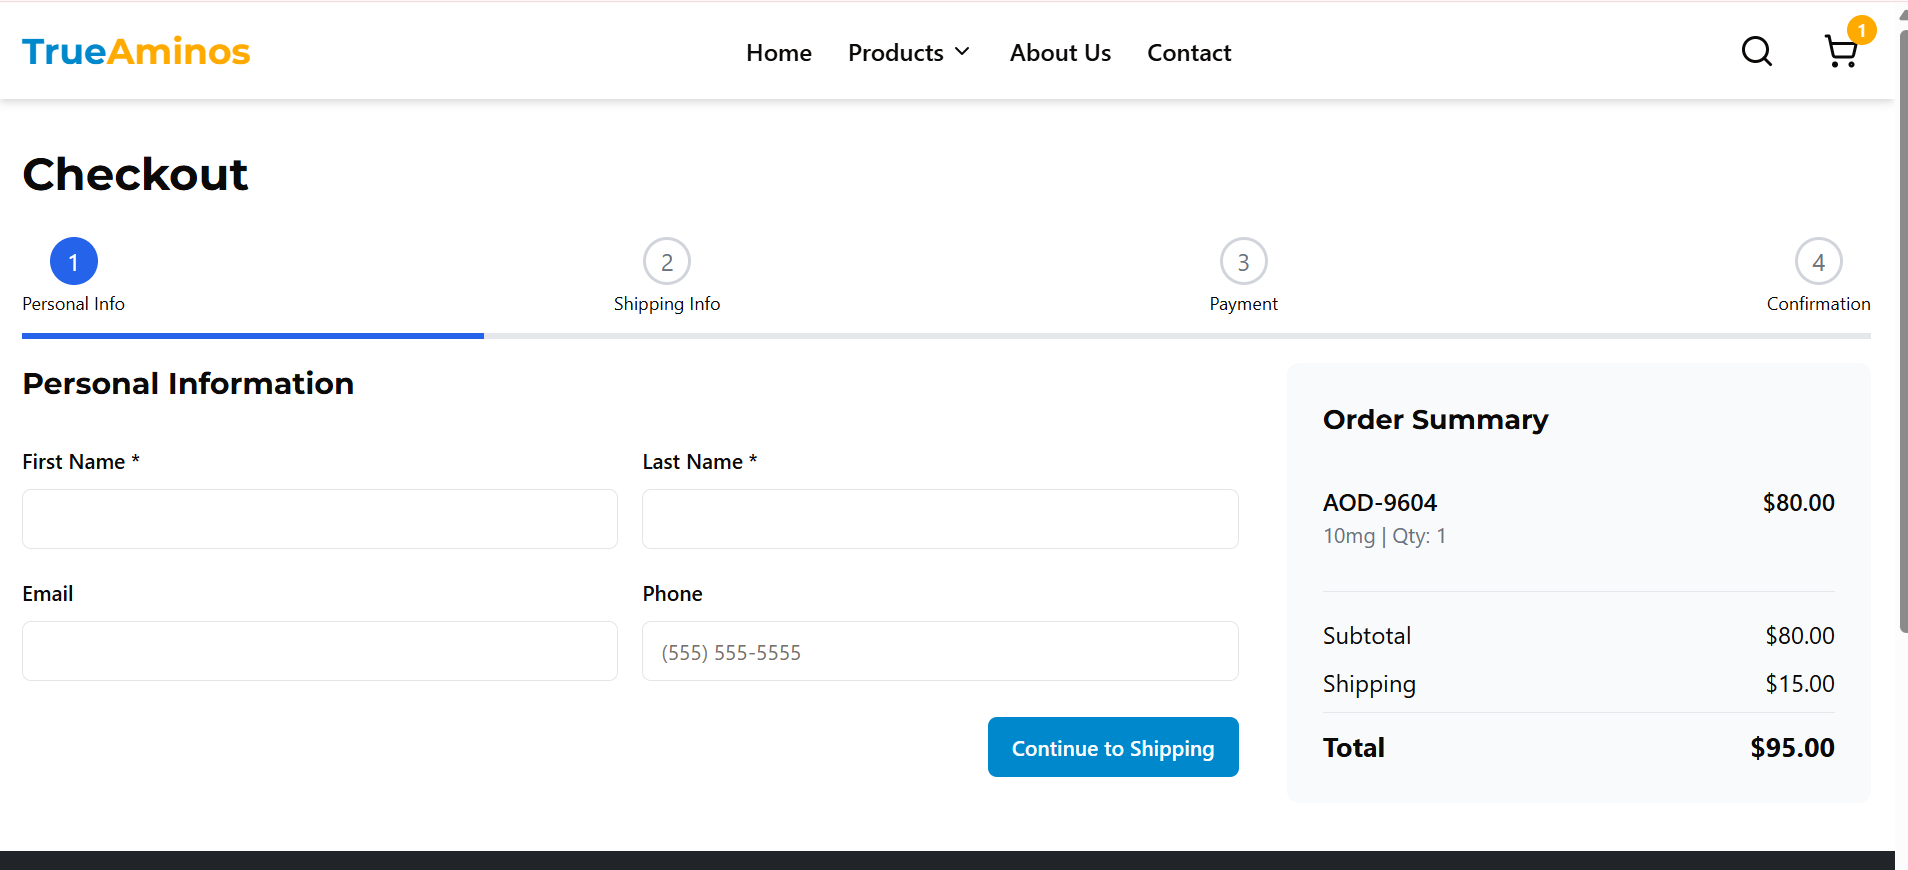 TrueAminos
Home Products About Us Contact
1
Checkout
1 2 3 4
Personal Info Shipping Info Payment Confirmation
Personal Information
First Name * Last Name *
Email Phone
(555) 555-5555
Continue to Shipping
Order Summary
AOD-9604 $80.00
10mg | Qty: 1
Subtotal $80.00
Shipping $15.00
Total $95.00